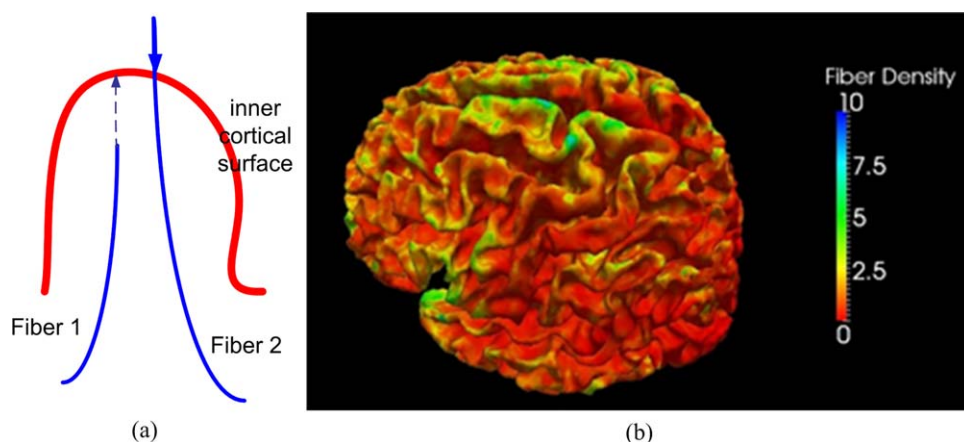 inner
cortical
surface
Fiber 1
Fiber 2
(a)
Fiber Density
10
7.5
5
2.5
0
(b)